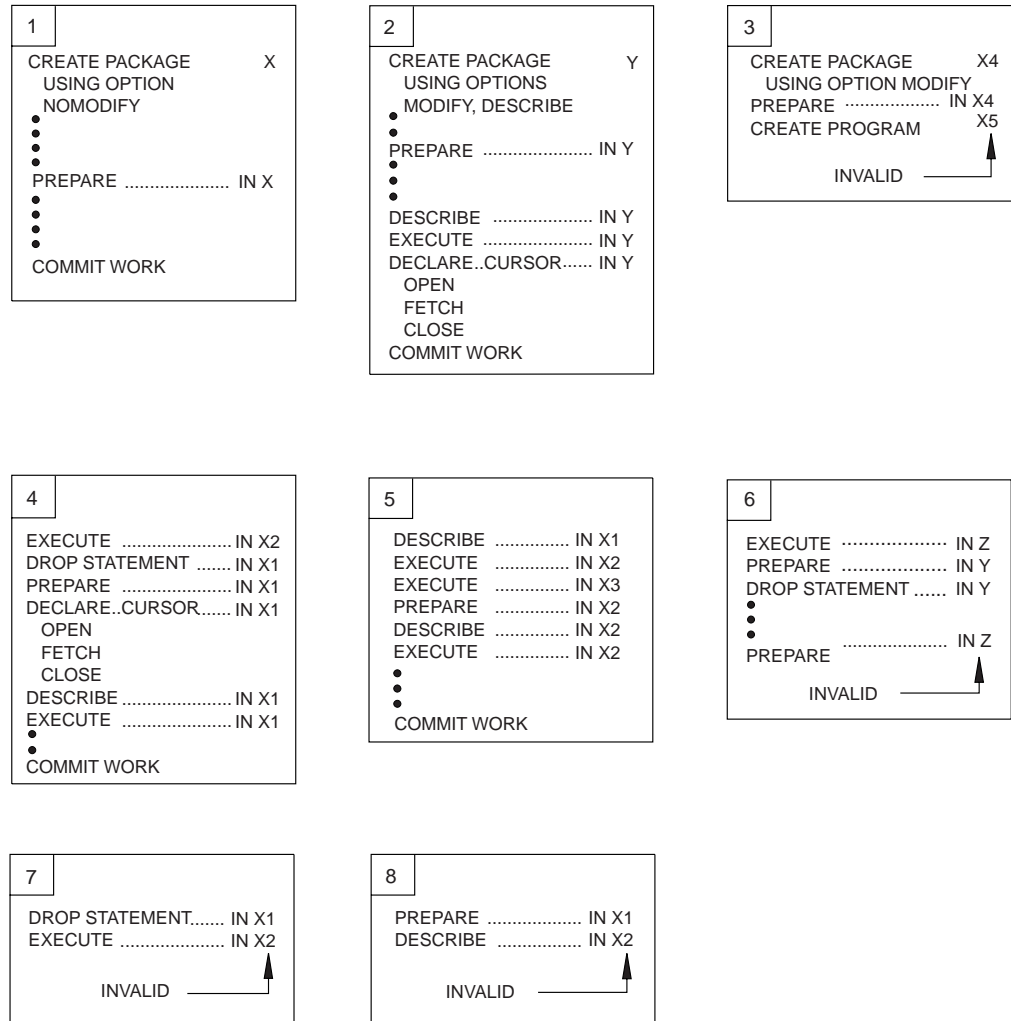 1
CREATE PACKAGE X
USING OPTION
NOMODIFY
PREPARE ..................... IN X
COMMIT WORK
2
CREATE PACKAGE Y
USING OPTIONS
MODIFY, DESCRIBE
PREPARE ...................... IN Y
DESCRIBE .................... IN Y
EXECUTE ...................... IN Y
DECLARE..CURSOR...... IN Y
OPEN
FETCH
CLOSE
COMMIT WORK
3
CREATE PACKAGE X4
USING OPTION MODIFY
PREPARE ................... IN X4
CREATE PROGRAM X5
INVALID
4
EXECUTE ...................... IN X2
DROP STATEMENT ....... IN X1
PREPARE ...................... IN X1
DECLARE..CURSOR....... IN X1
OPEN
FETCH
CLOSE
DESCRIBE ...................... IN X1
EXECUTE ...................... IN X1
COMMIT WORK
5
DESCRIBE ............... IN X1
EXECUTE ............... IN X2
EXECUTE ............... IN X3
PREPARE ............... IN X2
DESCRIBE ............... IN X2
EXECUTE ............... IN X2
COMMIT WORK
6
EXECUTE ................... IN Z
PREPARE ................... IN Y
DROP STATEMENT ...... IN Y
PREPARE ..................... IN Z
INVALID
7
DROP STATEMENT....... IN X1
EXECUTE ..................... IN X2
INVALID
8
PREPARE ................... IN X1
DESCRIBE ................. IN X2
INVALID